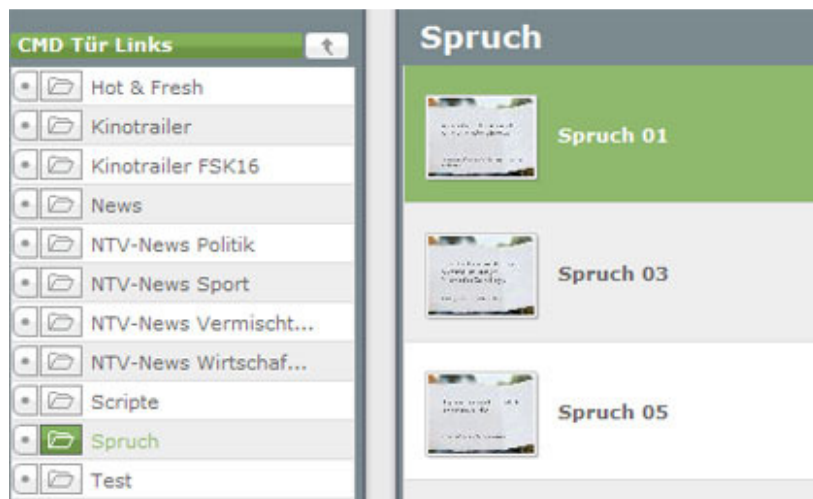 CMD Tür Links
Hot & Fresh
Kinotrailer
Kinotrailer FSK16
News
NTV-News Politik
NTV-News Sport
NTV-News Vermischt...
NTV-News Wirtschaf...
Scripte
Spruch
Test
Spruch
Spruch 01
Spruch 03
Spruch 05